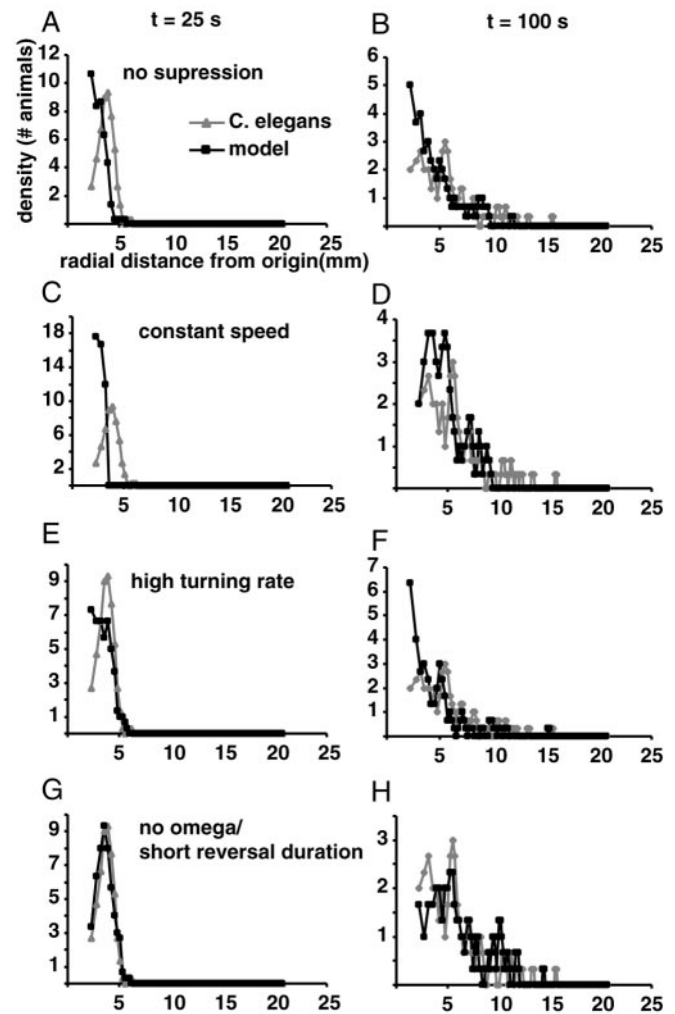 A
t = 25 s
B
t = 100 s
density (# animals)
12
10
8
6
4
2
no supression
C. elegans
model
6
5
4
3
2
1
5 10 15 20 25
5 10 15 20 25
radial distance from origin(mm)
C
D
18
14
10
6
2
constant speed
4
3
2
1
5 10 15 20 25
5 10 15 20 25
E
F
9
7
5
3
1
high turning rate
7
6
5
4
3
2
1
5 10 15 20 25
5 10 15 20 25
G
H
9
7
5
3
1
no omega/
short reversal duration
3
2
1
5 10 15 20 25
5 10 15 20 25